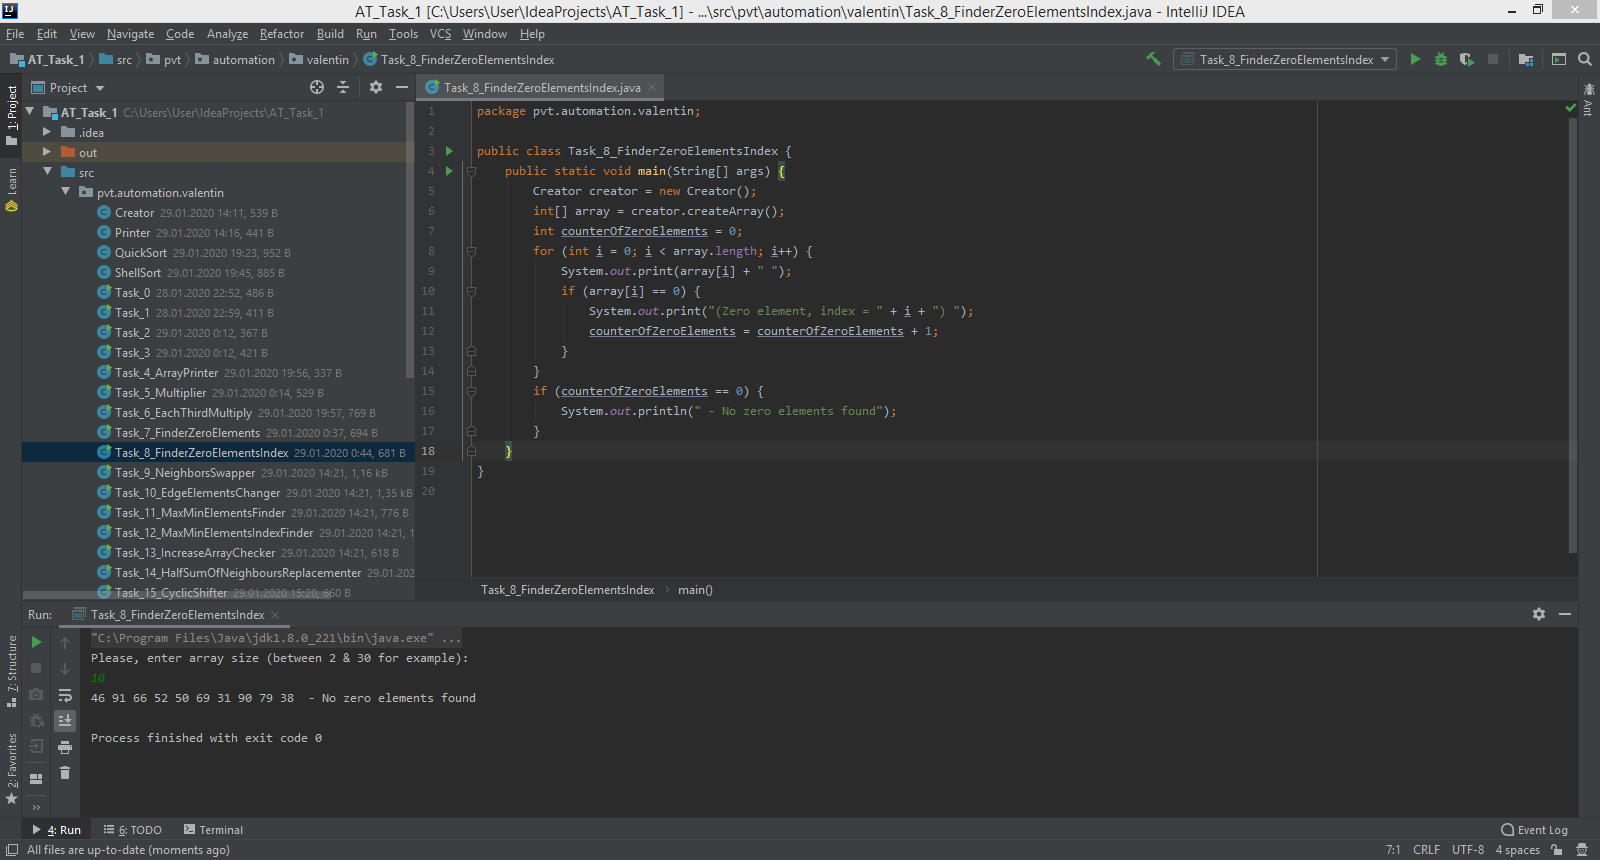 AT_Task_1 [C:\Users\User\IdeaProjects\AT_Task_1] - ...\src\pvt\automation\valentin\Task_8_FinderZeroElementsIndex.java - IntelliJ IDEA
File Edit View Navigate Code Analyze Refactor Build Run Tools VCS Window Help
AT_Task_1 src pvt automation valentin Task_8_FinderZeroElementsIndex
Task_8_FinderZeroElementsIndex
1: Project
Learn
7: Structure
2: Favorites
Ant
Project
AT_Task_1 C:\Users\User\IdeaProjects\AT_Task_1
.idea
out
src
pvt.automation.valentin
Creator 29.01.2020 14:11, 539 B
Printer 29.01.2020 14:16, 441 B
QuickSort 29.01.2020 19:23, 952 B
ShellSort 29.01.2020 19:45, 885 B
Task_0 28.01.2020 22:52, 486 B
Task_1 28.01.2020 22:59, 411 B
Task_2 29.01.2020 0:12, 367 B
Task_3 29.01.2020 0:12, 421 B
Task_4_ArrayPrinter 29.01.2020 19:56, 337 B
Task_5_Multiplier 29.01.2020 0:14, 529 B
Task_6_EachThirdMultiply 29.01.2020 19:57, 769 B
Task_7_FinderZeroElements 29.01.2020 0:37, 694 B
Task_8_FinderZeroElementsIndex 29.01.2020 0:44, 681 B
Task_9_NeighborsSwapper 29.01.2020 14:21, 1,16 kB
Task_10_EdgeElementsChanger 29.01.2020 14:21, 1,35 kB
Task_11_MaxMinElementsFinder 29.01.2020 14:21, 776 B
Task_12_MaxMinElementsIndexFinder 29.01.2020 14:21, 1
Task_13_IncreaseArrayChecker 29.01.2020 14:21, 618 B
Task_14_HalfSumOfNeighboursReplacementer 29.01.202
Task_15_CyclicShifter 29.01.2020 15:20, 660 B
Task_8_FinderZeroElementsIndex.java
1 package pvt.automation.valentin;
2
3 public class Task_8_FinderZeroElementsIndex {
4 public static void main(String[] args) {
5 Creator creator = new Creator();
6 int[] array = creator.createArray();
7 int counterOfZeroElements = 0;
8 for (int i = 0; i < array.length; i++) {
9 System.out.print(array[i] + " ");
10 if (array[i] == 0) {
11 System.out.print("(Zero element, index = " + i + ") ");
12 counterOfZeroElements = counterOfZeroElements + 1;
13 }
14 }
15 if (counterOfZeroElements == 0) {
16 System.out.println(" - No zero elements found");
17 }
18 }
19 }
20
Task_8_FinderZeroElementsIndex main()
Run: Task_8_FinderZeroElementsIndex
"C:\Program Files\Java\jdk1.8.0_221\bin\java.exe" ...
Please, enter array size (between 2 & 30 for example):
10
46 91 66 52 50 69 31 90 79 38  - No zero elements found
Process finished with exit code 0
4: Run 6: TODO Terminal Event Log
All files are up-to-date (moments ago) 7:1 CRLF UTF-8 4 spaces